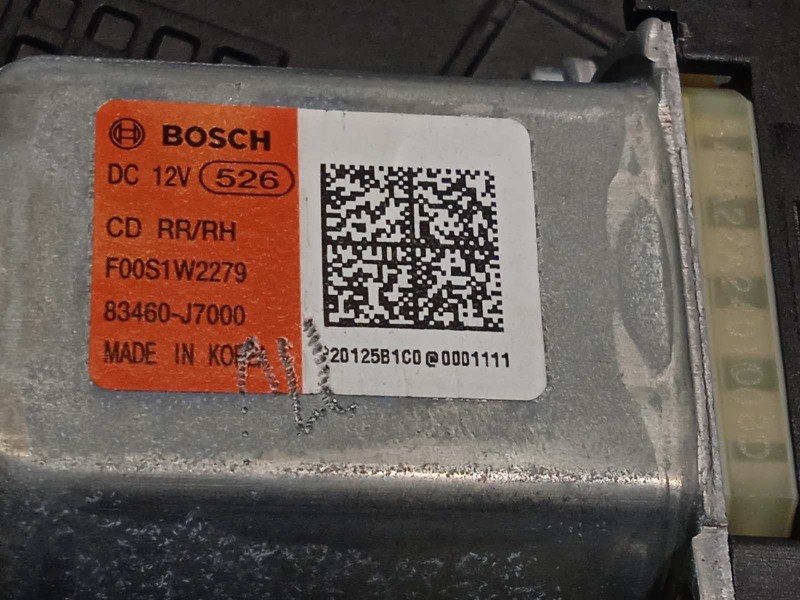 BOSCH
DC 12V 526
CD RR/RH
F00S1W2279
83460-J7000
MADE IN KOREA
20125B1C0@0001111